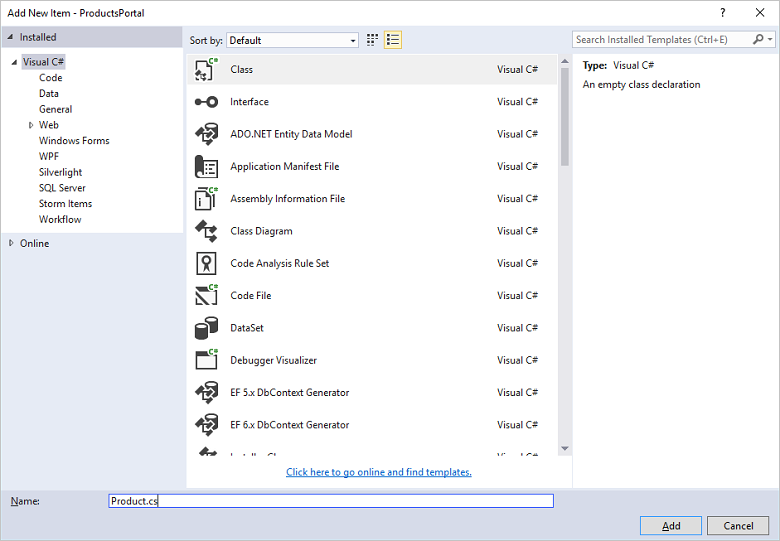 Add New Item - ProductsPortal
Installed
Sort by: Default
Search Installed Templates (Ctrl+E)
Visual C#
Code
Data
General
Web
Windows Forms
WPF
Silverlight
SQL Server
Storm Items
Workflow
Online
Class Visual C#
Interface Visual C#
ADO.NET Entity Data Model Visual C#
Application Manifest File Visual C#
Assembly Information File Visual C#
Class Diagram Visual C#
Code Analysis Rule Set Visual C#
Code File Visual C#
DataSet Visual C#
Debugger Visualizer Visual C#
EF 5.x DbContext Generator Visual C#
EF 6.x DbContext Generator Visual C#
Click here to go online and find templates.
Type: Visual C#
An empty class declaration
Name: Product.cs
Add Cancel